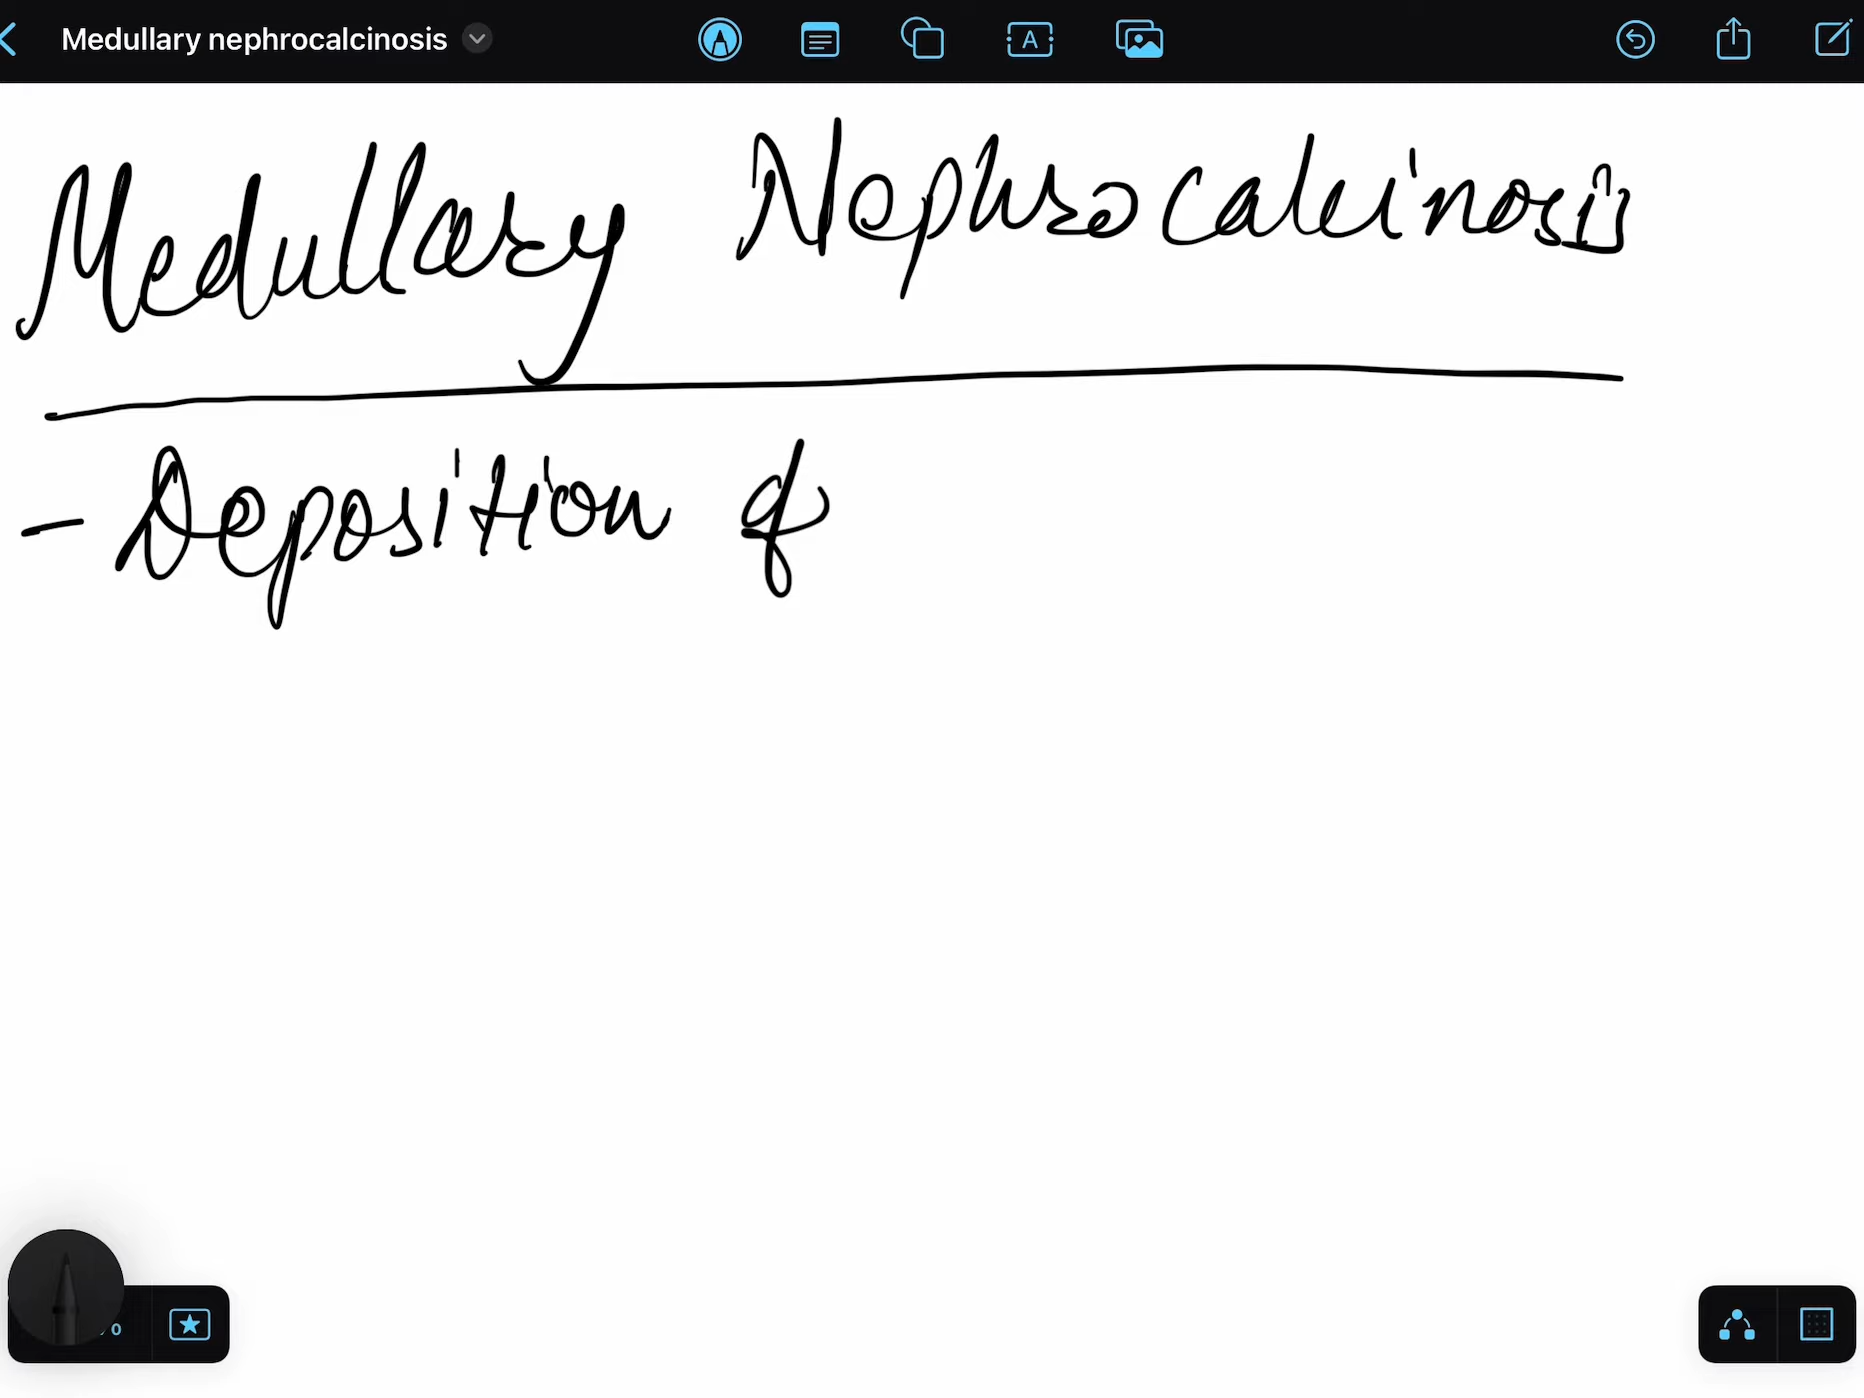 Medullary nephrocalcinosis
Medullary Nephrocalcinosis
- Deposition of